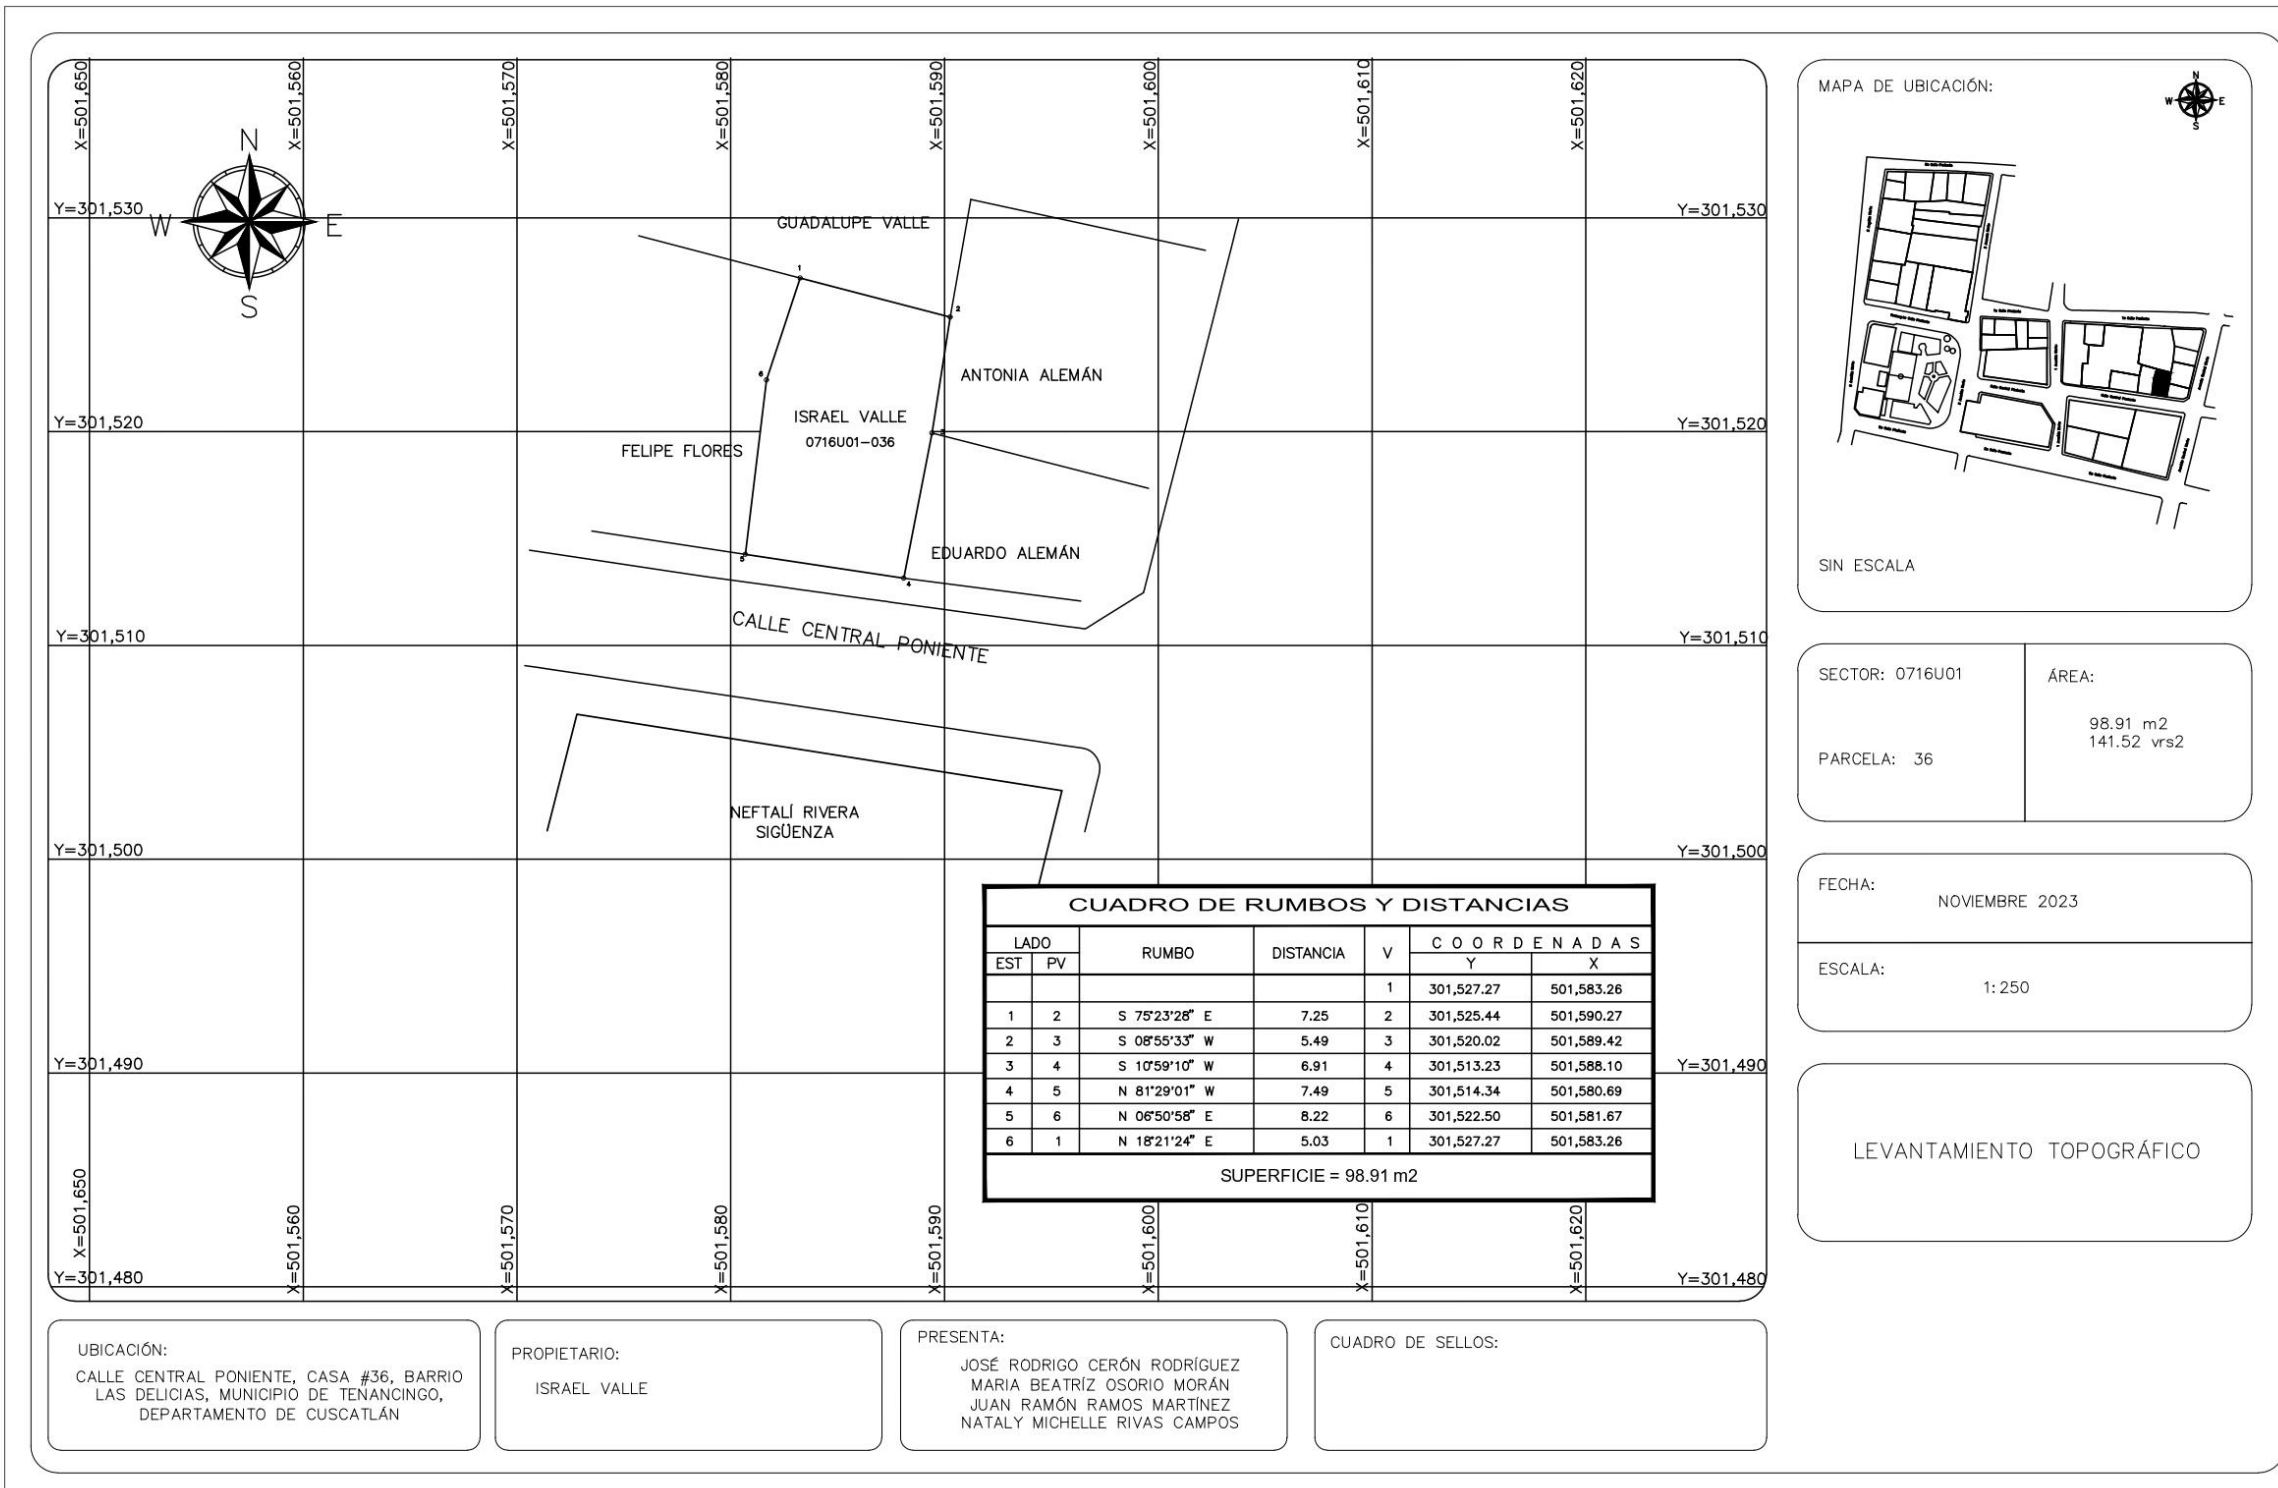 X=501,650
X=501,560
X=501,570
X=501,580
X=501,590
X=501,600
X=501,610
X=501,620
N
W
E
S
Y=301,530
Y=301,530
GUADALUPE VALLE
1
2
6
ANTONIA ALEMÁN
ISRAEL VALLE
0716U01-036
Y=301,520
Y=301,520
3
FELIPE FLORES
5
4
EDUARDO ALEMÁN
CALLE CENTRAL PONIENTE
Y=301,510
Y=301,510
NEFTALÍ RIVERA
SIGÜENZA
Y=301,500
Y=301,500
CUADRO DE RUMBOS Y DISTANCIAS
LADO RUMBO DISTANCIA V COORDENADAS
EST PV Y X
1 301,527.27 501,583.26
1 2 S 75°23'28" E 7.25 2 301,525.44 501,590.27
2 3 S 08°55'33" W 5.49 3 301,520.02 501,589.42
3 4 S 10°59'10" W 6.91 4 301,513.23 501,588.10
4 5 N 81°29'01" W 7.49 5 301,514.34 501,580.69
5 6 N 06°50'58" E 8.22 6 301,522.50 501,581.67
6 1 N 18°21'24" E 5.03 1 301,527.27 501,583.26
SUPERFICIE = 98.91 m2
Y=301,490
Y=301,490
X=501,650
X=501,560
X=501,570
X=501,580
X=501,590
X=501,600
X=501,610
X=501,620
Y=301,480
Y=301,480
MAPA DE UBICACIÓN:
N
W
E
S
SIN ESCALA
SECTOR: 0716U01
PARCELA: 36
ÁREA:
98.91 m2
141.52 vrs2
FECHA:
NOVIEMBRE 2023
ESCALA:
1:250
LEVANTAMIENTO TOPOGRÁFICO
UBICACIÓN:
CALLE CENTRAL PONIENTE, CASA #36, BARRIO
LAS DELICIAS, MUNICIPIO DE TENANCINGO,
DEPARTAMENTO DE CUSCATLÁN
PROPIETARIO:
ISRAEL VALLE
PRESENTA:
JOSÉ RODRIGO CERÓN RODRÍGUEZ
MARIA BEATRÍZ OSORIO MORÁN
JUAN RAMÓN RAMOS MARTÍNEZ
NATALY MICHELLE RIVAS CAMPOS
CUADRO DE SELLOS: